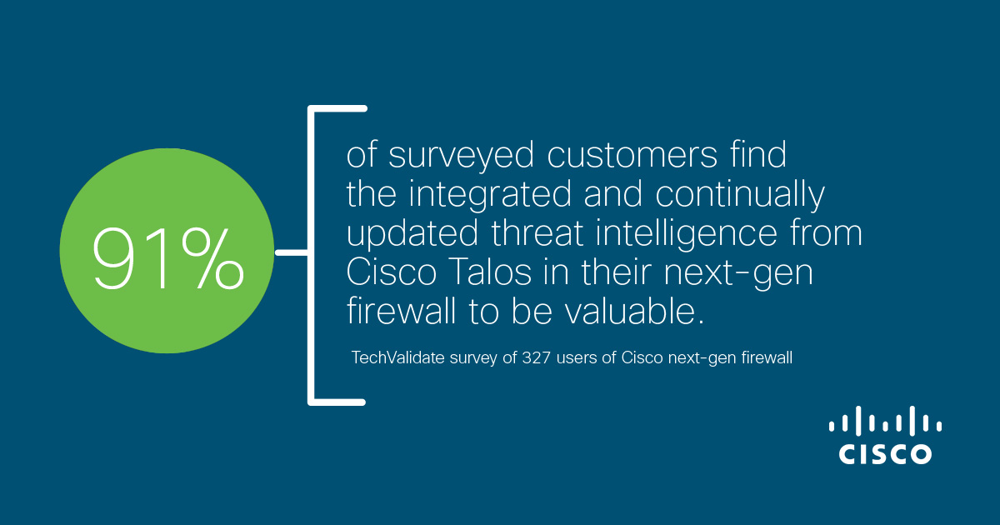 91%
of surveyed customers find
the integrated and continually
updated threat intelligence from
Cisco Talos in their next-gen
firewall to be valuable.
TechValidate survey of 327 users of Cisco next-gen firewall
CISCO